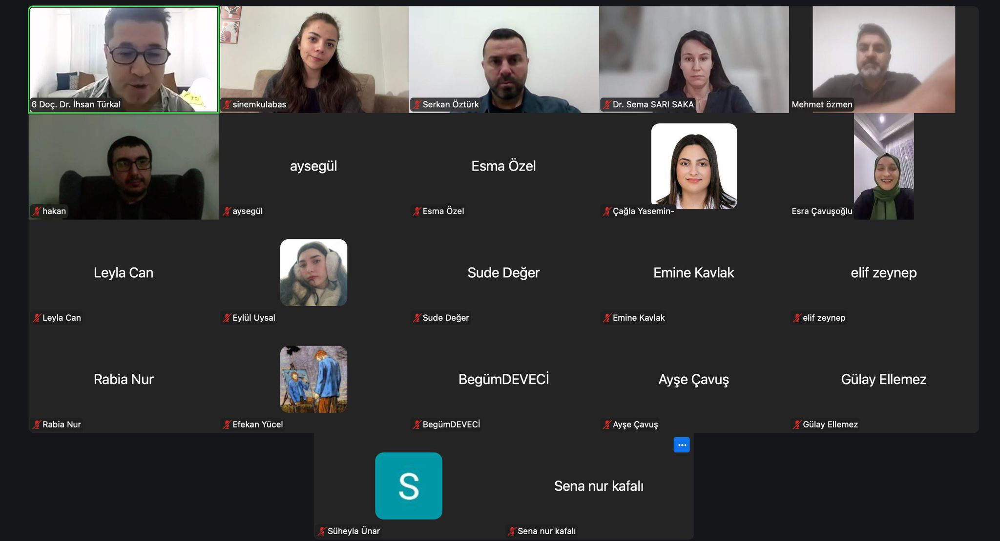 6 Doç. Dr. İhsan Türkal
sinemkulabas
Serkan Öztürk
Dr. Sema SARI SAKA
Mehmet özmen
hakan
aysegül
aysegül
Esma Özel
Esma Özel
Çağla Yasemin-
Esra Çavuşoğlu
Leyla Can
Leyla Can
Eylül Uysal
Sude Değer
Sude Değer
Emine Kavlak
Emine Kavlak
elif zeynep
elif zeynep
Rabia Nur
Rabia Nur
Efekan Yücel
BegümDEVECİ
BegümDEVECİ
Ayşe Çavuş
Ayşe Çavuş
Gülay Ellemez
Gülay Ellemez
S
Süheyla Ünar
Sena nur kafalı
Sena nur kafalı